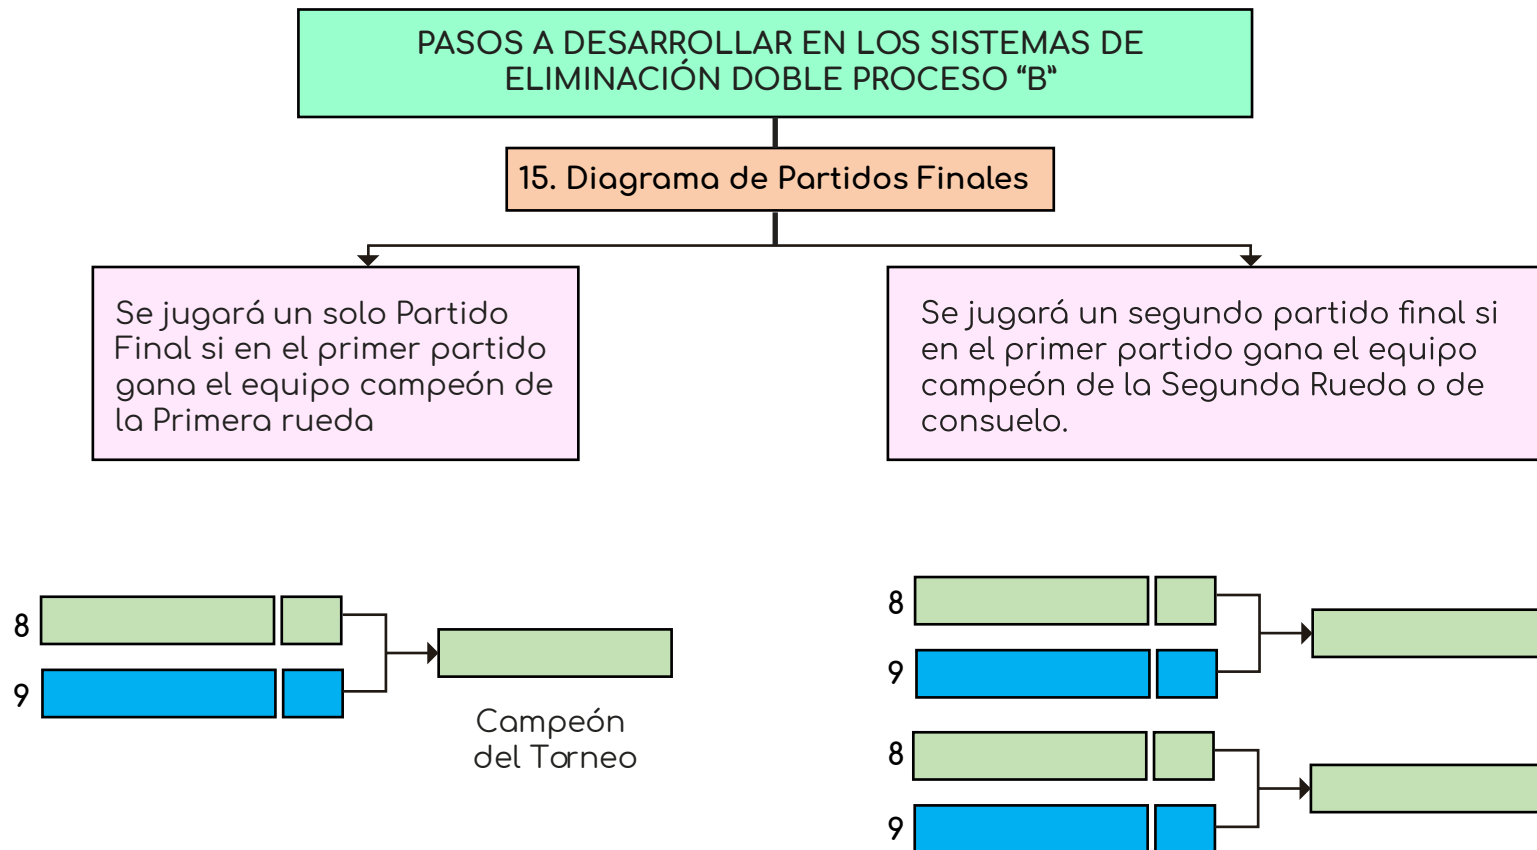 PASOS A DESARROLLAR EN LOS SISTEMAS DE
ELIMINACIÓN DOBLE PROCESO “B”
15. Diagrama de Partidos Finales
Se jugará un solo Partido
Final si en el primer partido
gana el equipo campeón de
la Primera rueda
Se jugará un segundo partido final si
en el primer partido gana el equipo
campeón de la Segunda Rueda o de
consuelo.
8
9
Campeón
del Torneo
8
9
8
9